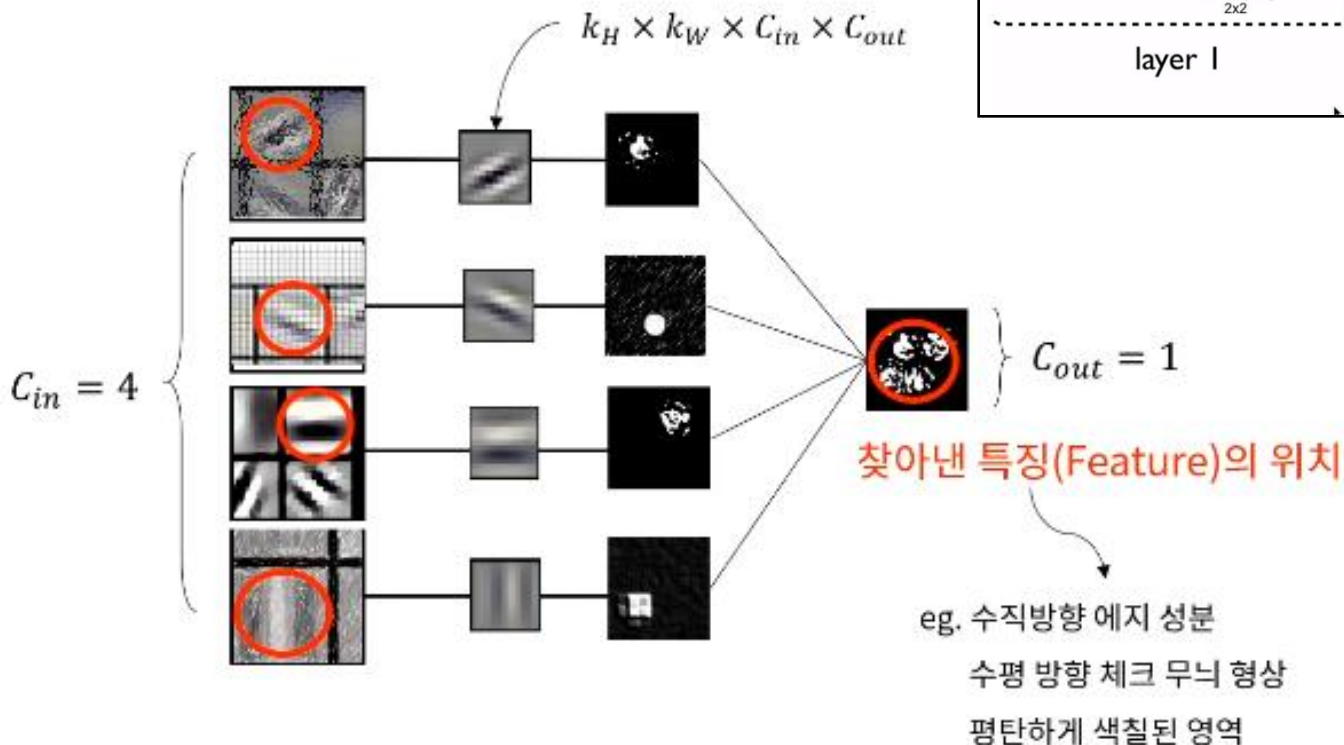 2x2
layer 1
k_H × k_W × C_in × C_out
C_in = 4
C_out = 1
찾아낸 특징(Feature)의 위치
eg. 수직방향 에지 성분
수평 방향 체크 무늬 형상
평탄하게 색칠된 영역